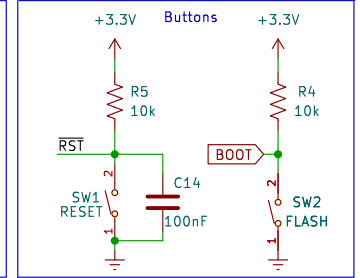 Buttons
+3.3V
+3.3V
R5
10k
R4
10k
RST
BOOT
2
SW1
RESET
1
C14
100nF
2
SW2
FLASH
1